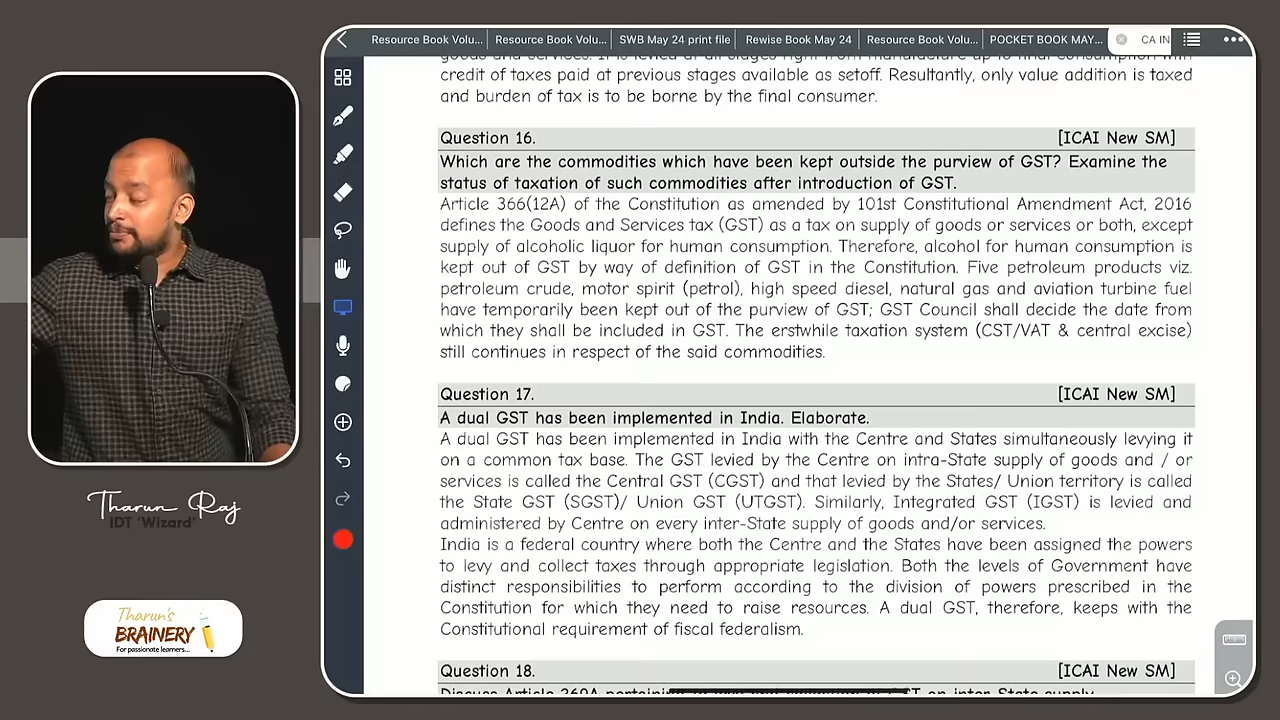 Resource Book Volu...
Resource Book Volu...
SWB May 24 print file
Rewise Book May 24
Resource Book Volu...
POCKET BOOK MAY...
CA IN
credit of taxes paid at previous stages available as setoff. Resultantly, only value addition is taxed
and burden of tax is to be borne by the final consumer.
Question 16. [ICAI New SM]
Which are the commodities which have been kept outside the purview of GST? Examine the
status of taxation of such commodities after introduction of GST.
Article 366(12A) of the Constitution as amended by 101st Constitutional Amendment Act, 2016
defines the Goods and Services tax (GST) as a tax on supply of goods or services or both, except
supply of alcoholic liquor for human consumption. Therefore, alcohol for human consumption is
kept out of GST by way of definition of GST in the Constitution. Five petroleum products viz.
petroleum crude, motor spirit (petrol), high speed diesel, natural gas and aviation turbine fuel
have temporarily been kept out of the purview of GST; GST Council shall decide the date from
which they shall be included in GST. The erstwhile taxation system (CST/VAT & central excise)
still continues in respect of the said commodities.
Question 17. [ICAI New SM]
A dual GST has been implemented in India. Elaborate.
A dual GST has been implemented in India with the Centre and States simultaneously levying it
on a common tax base. The GST levied by the Centre on intra-State supply of goods and / or
services is called the Central GST (CGST) and that levied by the States/ Union territory is called
the State GST (SGST)/ Union GST (UTGST). Similarly, Integrated GST (IGST) is levied and
administered by Centre on every inter-State supply of goods and/or services.
India is a federal country where both the Centre and the States have been assigned the powers
to levy and collect taxes through appropriate legislation. Both the levels of Government have
distinct responsibilities to perform according to the division of powers prescribed in the
Constitution for which they need to raise resources. A dual GST, therefore, keeps with the
Constitutional requirement of fiscal federalism.
Question 18. [ICAI New SM]
Tharun Raj
IDT 'Wizard'
Tharun's
BRAINERY
For passionate learners...